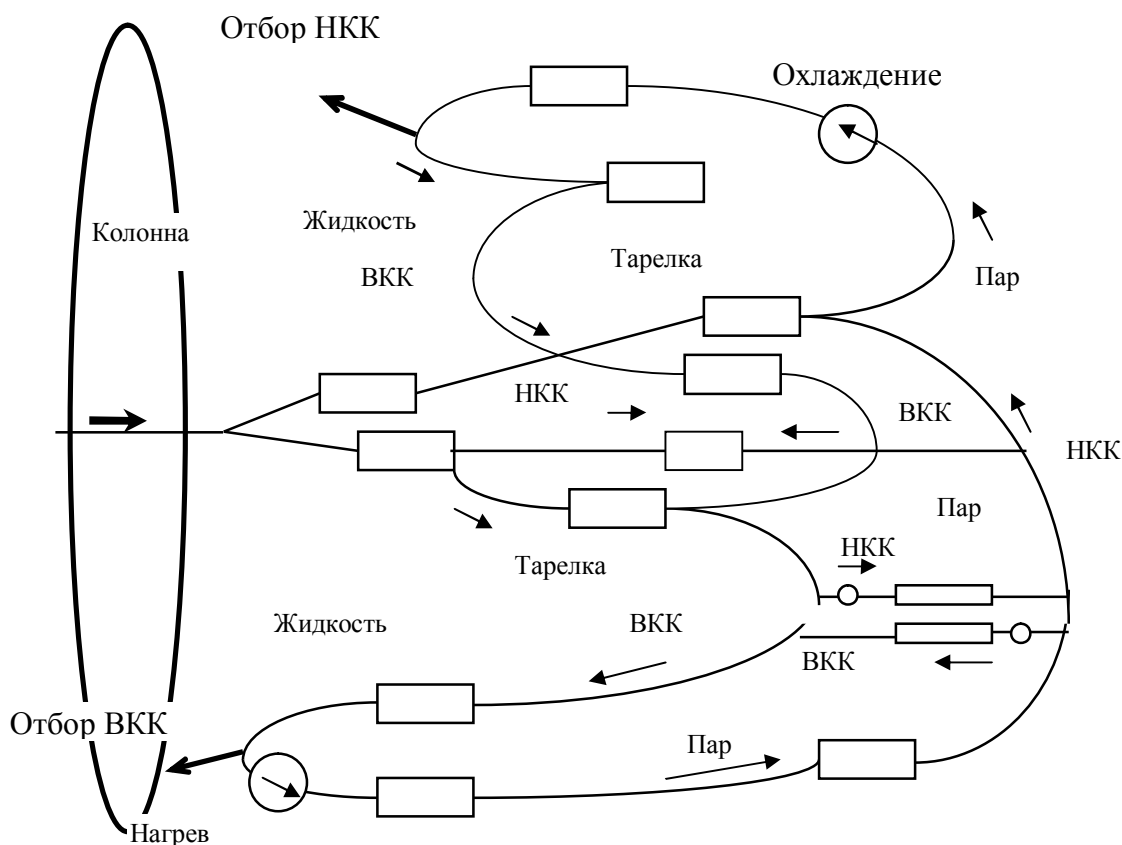 Отбор НКК
Охлаждение
Колонна
Жидкость
Тарелка
ВКК
Пар
НКК
ВКК
НКК
Пар
НКК
Тарелка
Жидкость
ВКК
ВКК
Отбор ВКК
Пар
Нагрев